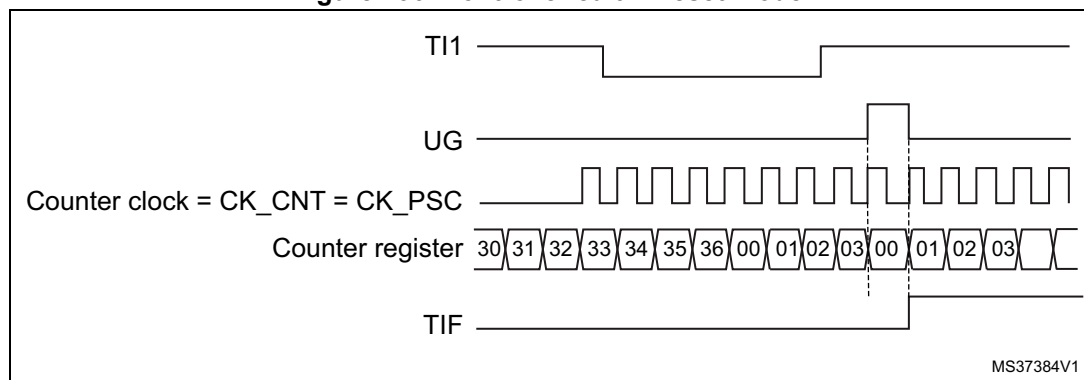 TI1
UG
Counter clock = CK_CNT = CK_PSC
Counter register 30 31 32 33 34 35 36 00 01 02 03 00 01 02 03
TIF
MS37384V1